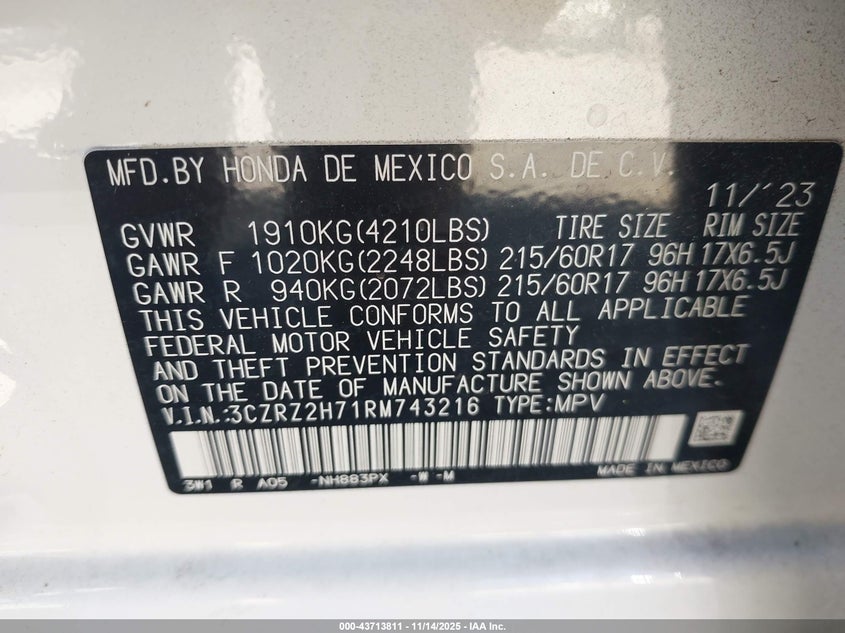 MFD.BY HONDA DE MEXICO S.A. DE C.V.
11/'23
GVWR 1910KG(4210LBS) TIRE SIZE RIM SIZE
GAWR F 1020KG(2248LBS) 215/60R17 96H 17X6.5J
GAWR R 940KG(2072LBS) 215/60R17 96H 17X6.5J
THIS VEHICLE CONFORMS TO ALL APPLICABLE
FEDERAL MOTOR VEHICLE SAFETY
AND THEFT PREVENTION STANDARDS IN EFFECT
ON THE DATE OF MANUFACTURE SHOWN ABOVE.
V.I.N.:3CZRZ2H71RM743216 TYPE:MPV
3W1 R A05 -NH883PX -W -M MADE IN MEXICO
000-43713811 - 11/14/2025 - IAA Inc.